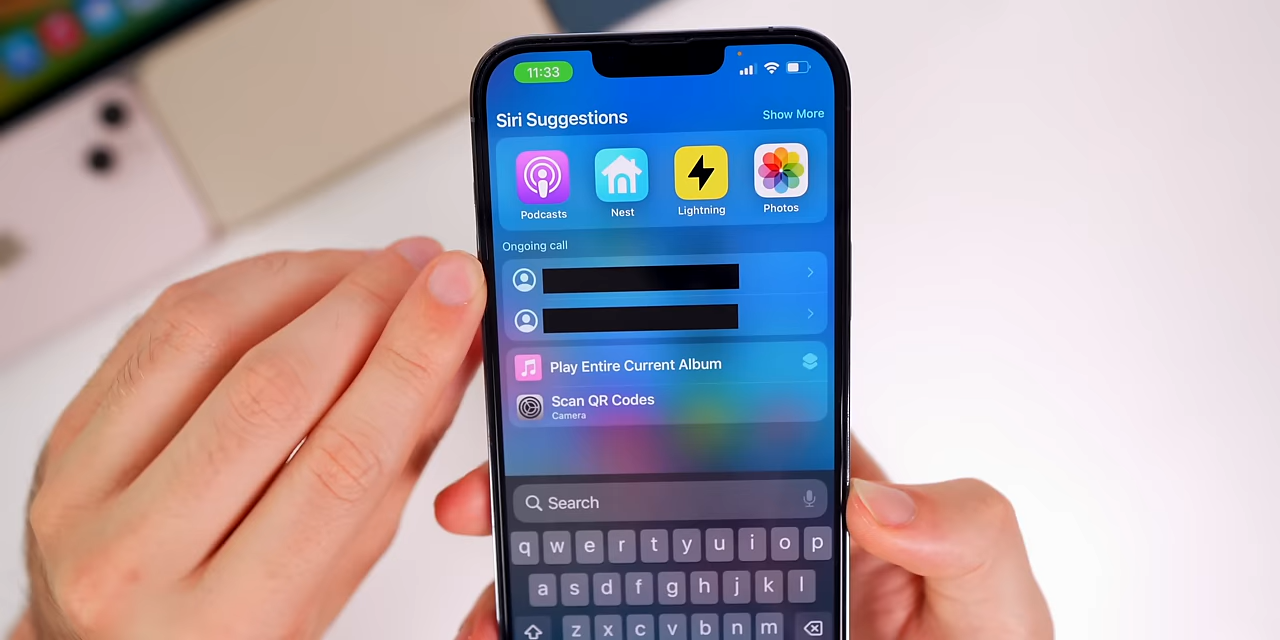 11:33
Siri Suggestions
Show More
Podcasts
Nest
Lightning
Photos
Ongoing call
Play Entire Current Album
Scan QR Codes
Camera
Search
q w e r t y u i o p
a s d f g h j k l
z x c v b n m